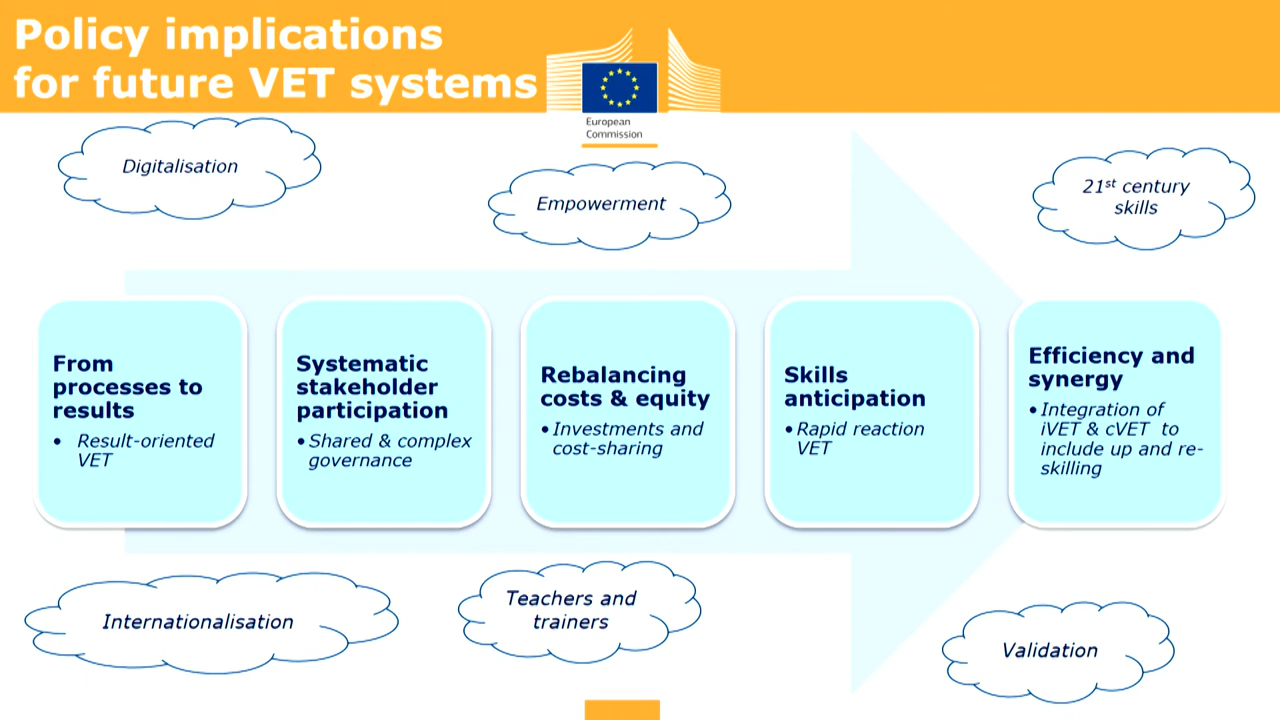 Policy implications
for future VET systems
European
Commission
Digitalisation
Empowerment
21st century
skills
From
processes to
results
• Result-oriented
VET
Systematic
stakeholder
participation
• Shared & complex
governance
Rebalancing
costs & equity
• Investments and
cost-sharing
Skills
anticipation
• Rapid reaction
VET
Efficiency and
synergy
• Integration of
iVET & cVET to
include up and re-
skilling
Internationalisation
Teachers and
trainers
Validation